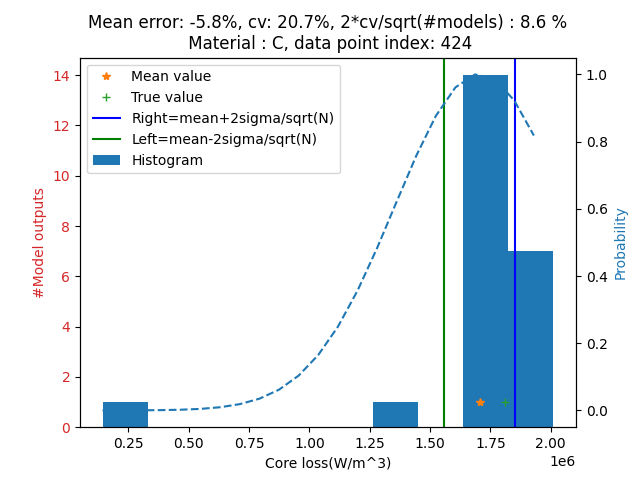 Mean error: -5.8%, cv: 20.7%, 2*cv/sqrt(#models) : 8.6 %
Material : C, data point index: 424
Mean value
True value
Right=mean+2sigma/sqrt(N)
Left=mean-2sigma/sqrt(N)
Histogram
#Model outputs
14
12
10
8
6
4
2
0
Probability
1.0
0.8
0.6
0.4
0.2
0.0
0.25 0.50 0.75 1.00 1.25 1.50 1.75 2.00
1e6
Core loss(W/m^3)